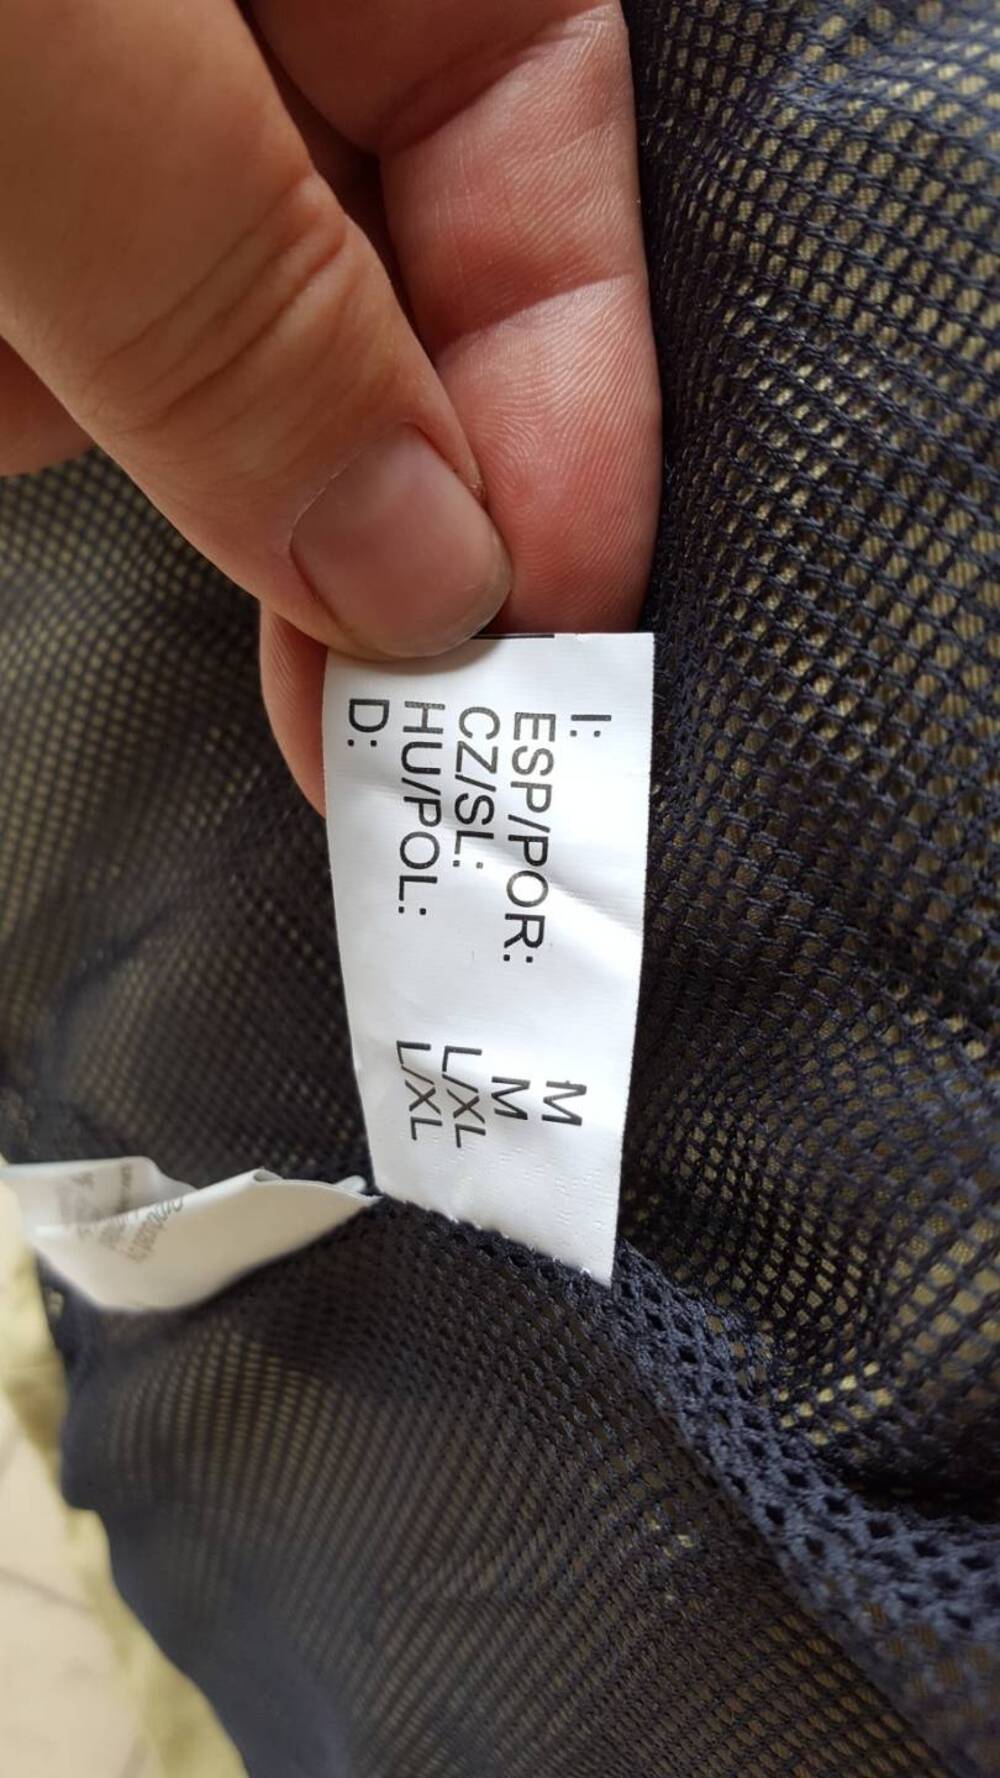 I: M
ESP/POR: M
CZ/SL: L/XL
HU/POL: L/XL
D: